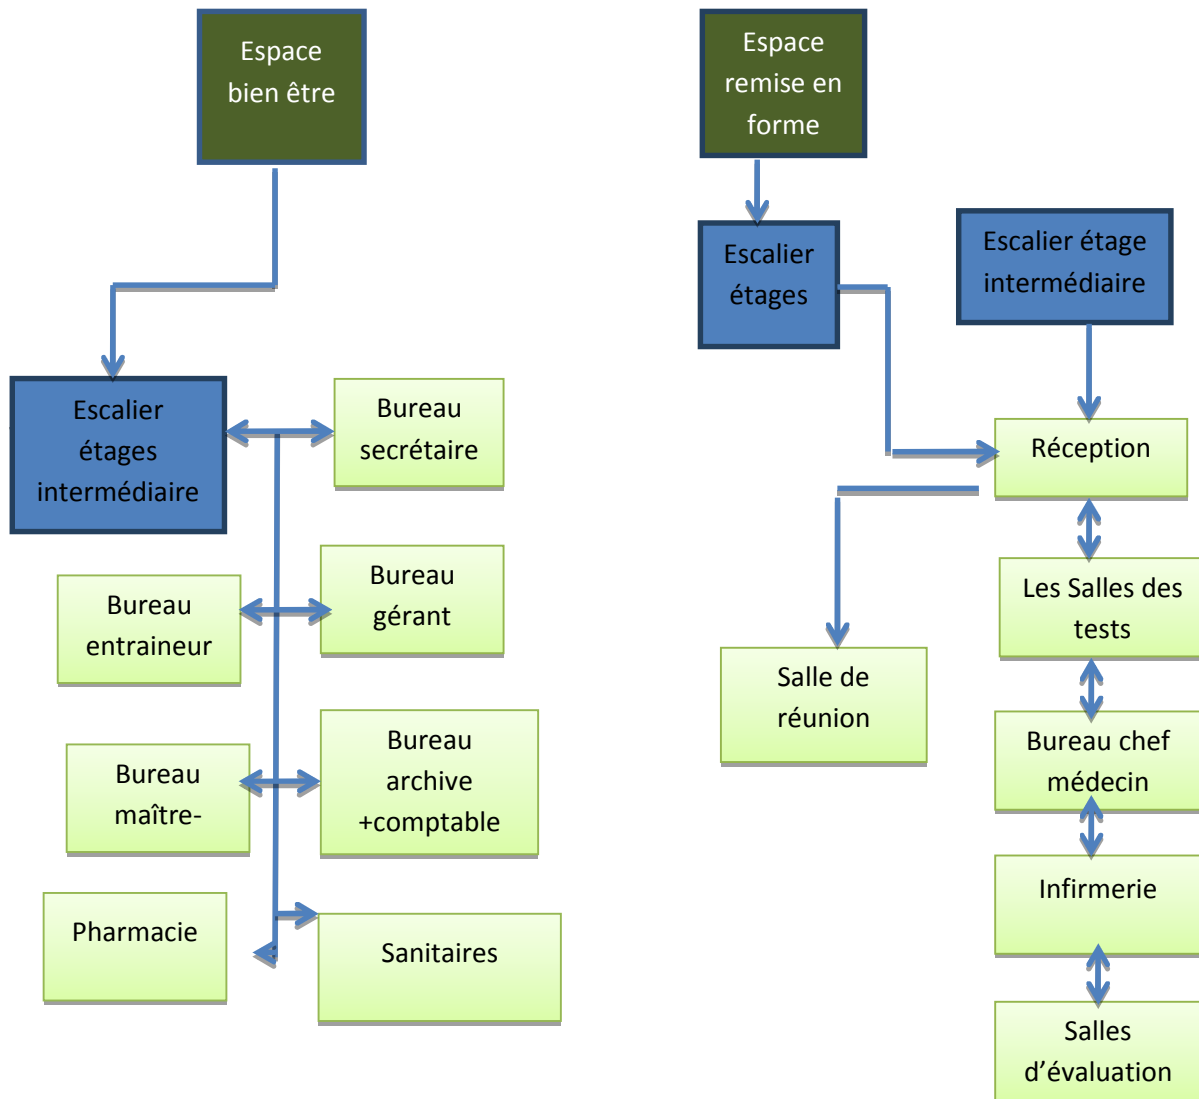 Espace
bien être
Escalier
étages
intermédiaire
Bureau
secrétaire
Bureau
entraineur
Bureau
gérant
Bureau
maître-
Bureau
archive
+comptable
Pharmacie
Sanitaires
Espace
remise en
forme
Escalier
étages
Escalier étage
intermédiaire
Réception
Salle de
réunion
Les Salles des
tests
Bureau chef
médecin
Infirmerie
Salles
d’évaluation